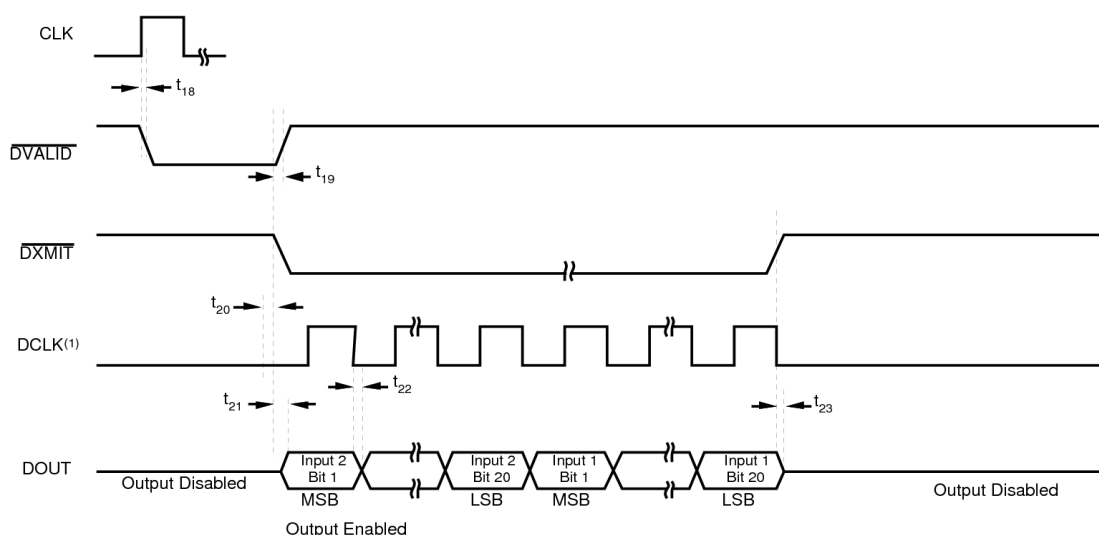 CLK
t18
DVALID
t19
DXMIT
t20
DCLK(1)
t22
t21
t23
DOUT
Input 2
Bit 1
Input 2
Bit 20
Input 1
Bit 1
Input 1
Bit 20
Output Disabled
MSB
LSB
MSB
LSB
Output Disabled
Output Enabled